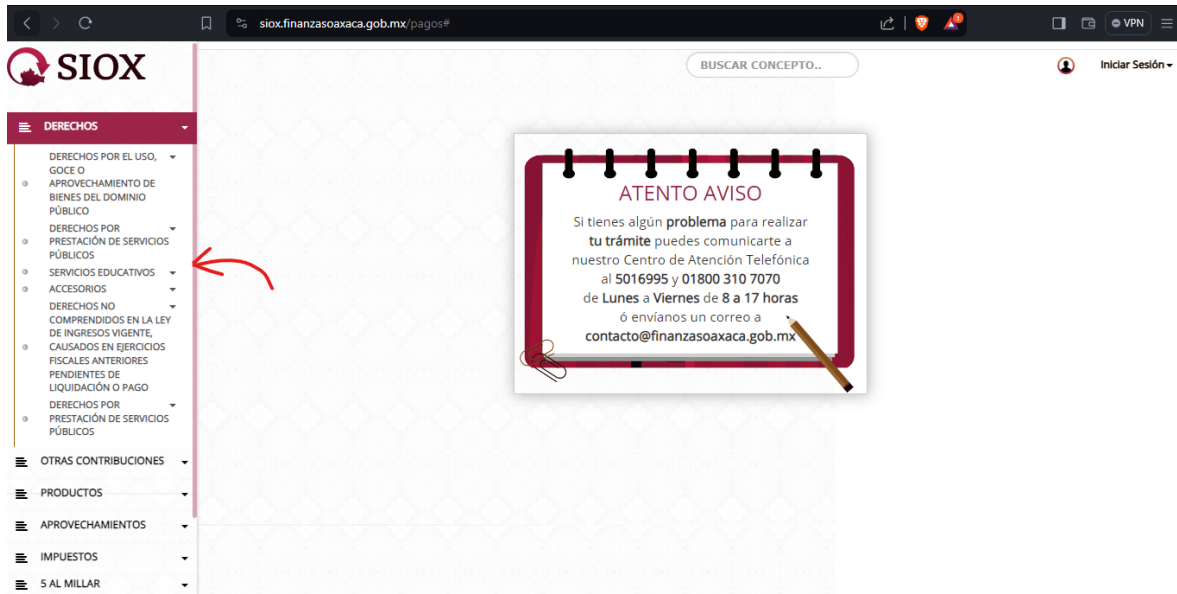 siox.finanzasoaxaca.gob.mx/pagos#
VPN
SIOX
BUSCAR CONCEPTO..
Iniciar Sesión
DERECHOS
DERECHOS POR EL USO,
GOCE O
APROVECHAMIENTO DE
BIENES DEL DOMINIO
PÚBLICO
DERECHOS POR
PRESTACIÓN DE SERVICIOS
PÚBLICOS
SERVICIOS EDUCATIVOS
ACCESORIOS
DERECHOS NO
COMPRENDIDOS EN LA LEY
DE INGRESOS VIGENTE,
CAUSADOS EN EJERCICIOS
FISCALES ANTERIORES
PENDIENTES DE
LIQUIDACIÓN O PAGO
DERECHOS POR
PRESTACIÓN DE SERVICIOS
PÚBLICOS
OTRAS CONTRIBUCIONES
PRODUCTOS
APROVECHAMIENTOS
IMPUESTOS
5 AL MILLAR
ATENTO AVISO
Si tienes algún problema para realizar
tu trámite puedes comunicarte a
nuestro Centro de Atención Telefónica
al 5016995 y 01800 310 7070
de Lunes a Viernes de 8 a 17 horas
ó envíanos un correo a
contacto@finanzasoaxaca.gob.mx